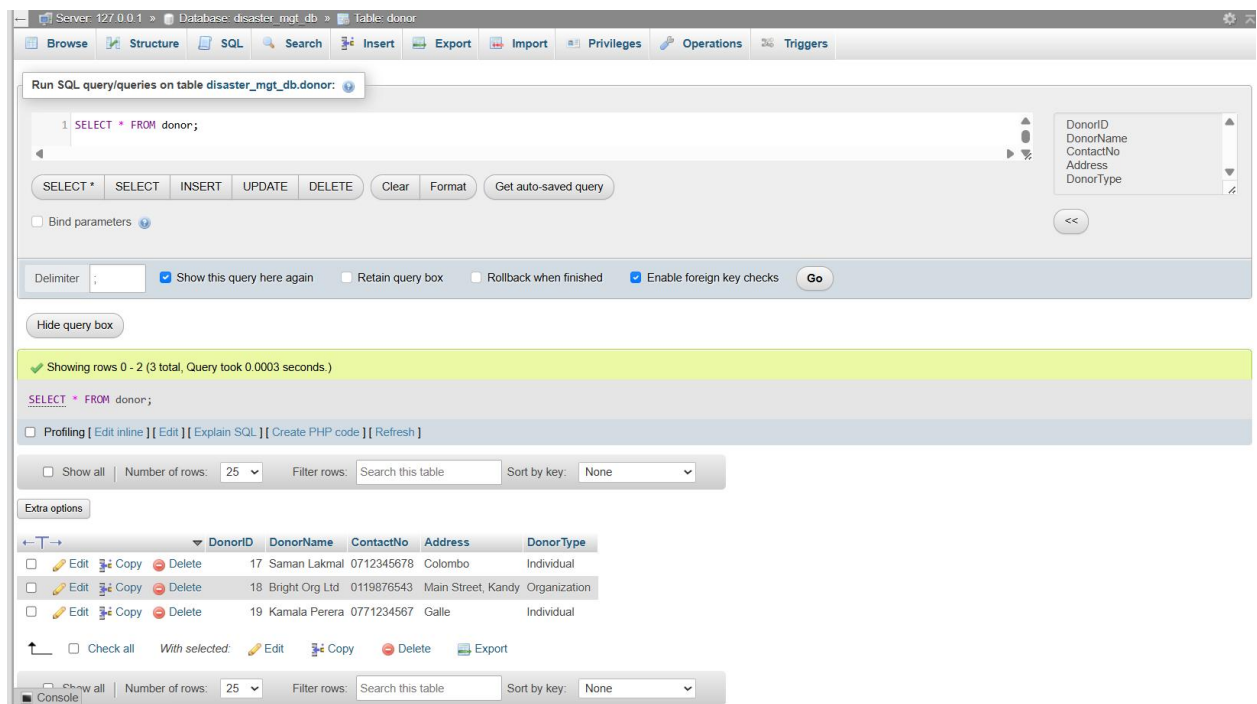 Server: 127.0.0.1 » Database: disaster_mgt_db » Table: donor
Browse Structure SQL Search Insert Export Import Privileges Operations Triggers
Run SQL query/queries on table disaster_mgt_db.donor:
1 SELECT * FROM donor;
DonorID
DonorName
ContactNo
Address
DonorType
SELECT * SELECT INSERT UPDATE DELETE Clear Format Get auto-saved query
Bind parameters
<<
Delimiter ; Show this query here again Retain query box Rollback when finished Enable foreign key checks Go
Hide query box
Showing rows 0 - 2 (3 total, Query took 0.0003 seconds.)
SELECT * FROM donor;
Profiling [ Edit inline ] [ Edit ] [ Explain SQL ] [ Create PHP code ] [ Refresh ]
Show all | Number of rows: 25 Filter rows: Search this table Sort by key: None
Extra options
←T→ DonorID DonorName ContactNo Address DonorType
Edit Copy Delete 17 Saman Lakmal 0712345678 Colombo Individual
Edit Copy Delete 18 Bright Org Ltd 0119876543 Main Street, Kandy Organization
Edit Copy Delete 19 Kamala Perera 0771234567 Galle Individual
Check all With selected: Edit Copy Delete Export
Show all | Number of rows: 25 Filter rows: Search this table Sort by key: None
Console